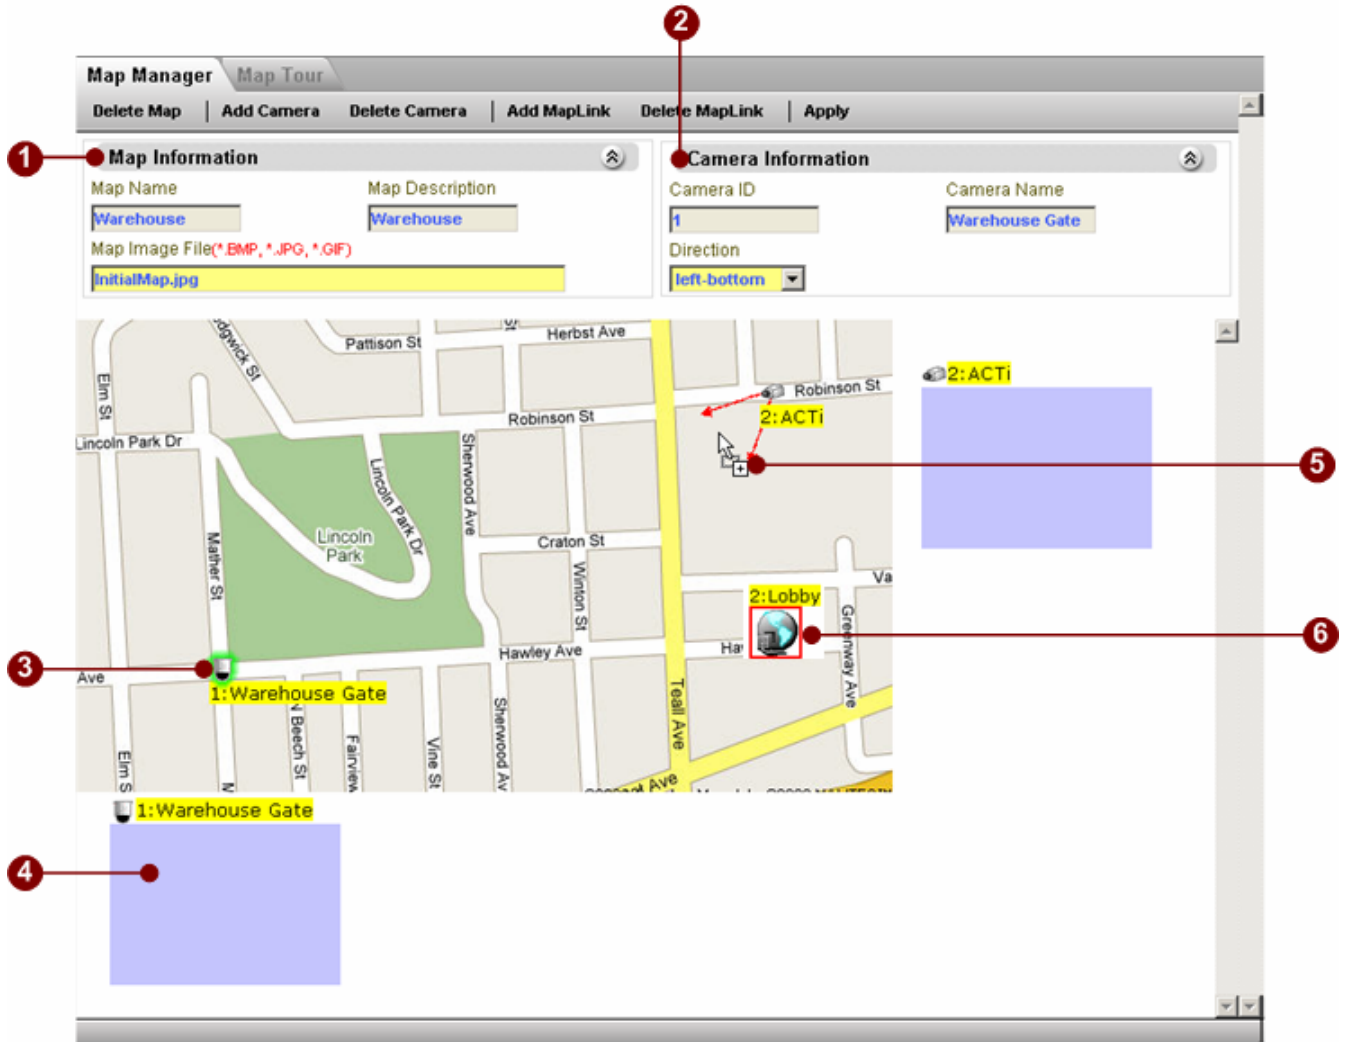 2
Map Manager Map Tour
Delete Map Add Camera Delete Camera Add MapLink Delete MapLink Apply
1
Map Information
Camera Information
Map Name Map Description
Camera ID Camera Name
Warehouse Warehouse
1 Warehouse Gate
Map Image File(*.BMP, *.JPG, *.GIF)
Direction
InitialMap.jpg
left-bottom
Pattison St
St
Herbst Ave
Elm St
Robinson St
2:ACTi
2:ACTi
Robinson St
Lincoln Park Dr
Sherwood Ave
Lincoln Park Dr
5
Lincoln
Park
Mather St
Craton St
Winton St
2:Lobby
Greenway Ave
6
Hawley Ave
3
Ave
1:Warehouse Gate
Teall Ave
N Beech St
Sherwood Av
Vine St
Fairview
Elm S
Ave
1:Warehouse Gate
4